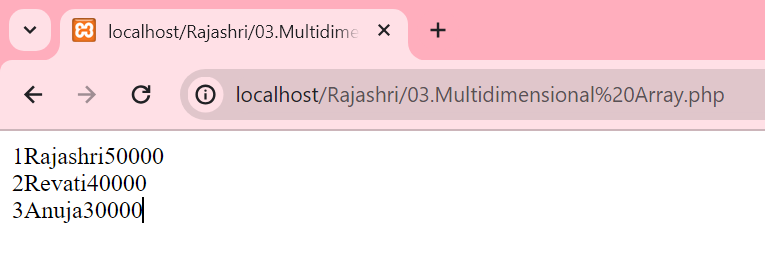 localhost/Rajashri/03.Multidime
localhost/Rajashri/03.Multidimensional%20Array.php
1Rajashri50000
2Revati40000
3Anuja30000